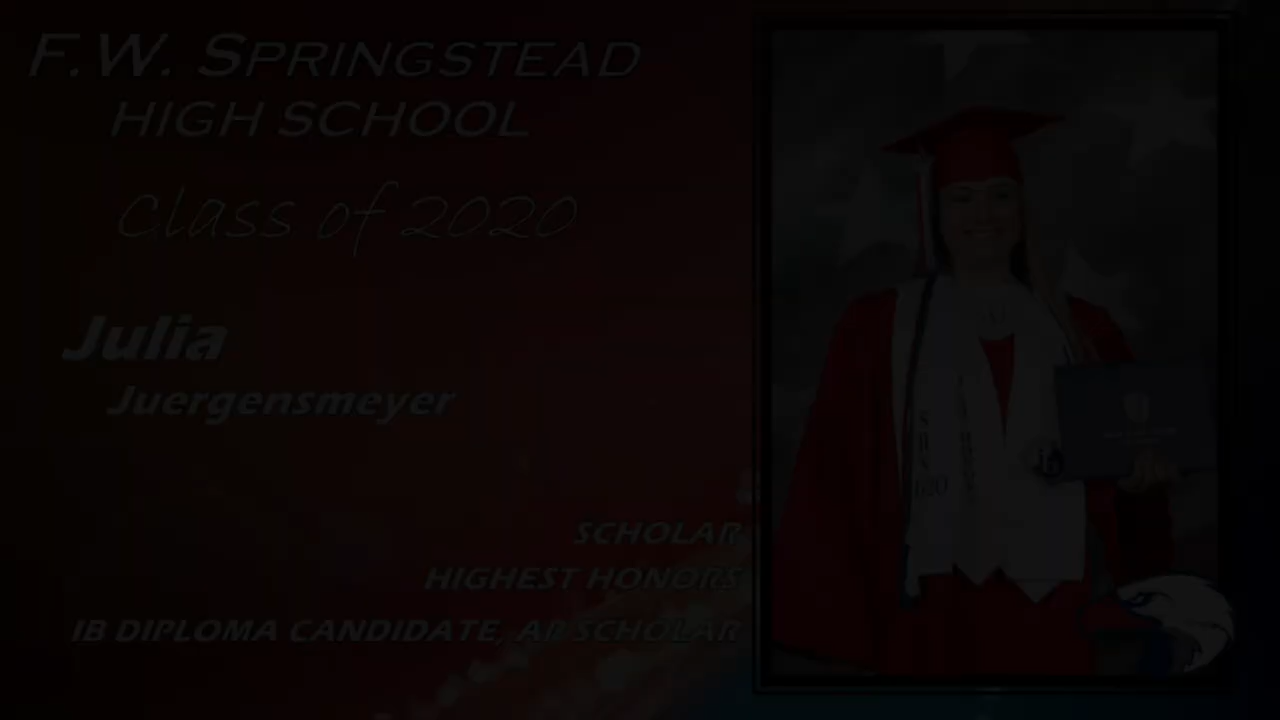 F.W. SPRINGSTEAD
HIGH SCHOOL
Class of 2020
Julia
Juergensmeyer
SCHOLAR
HIGHEST HONORS
IB DIPLOMA CANDIDATE, AP SCHOLAR